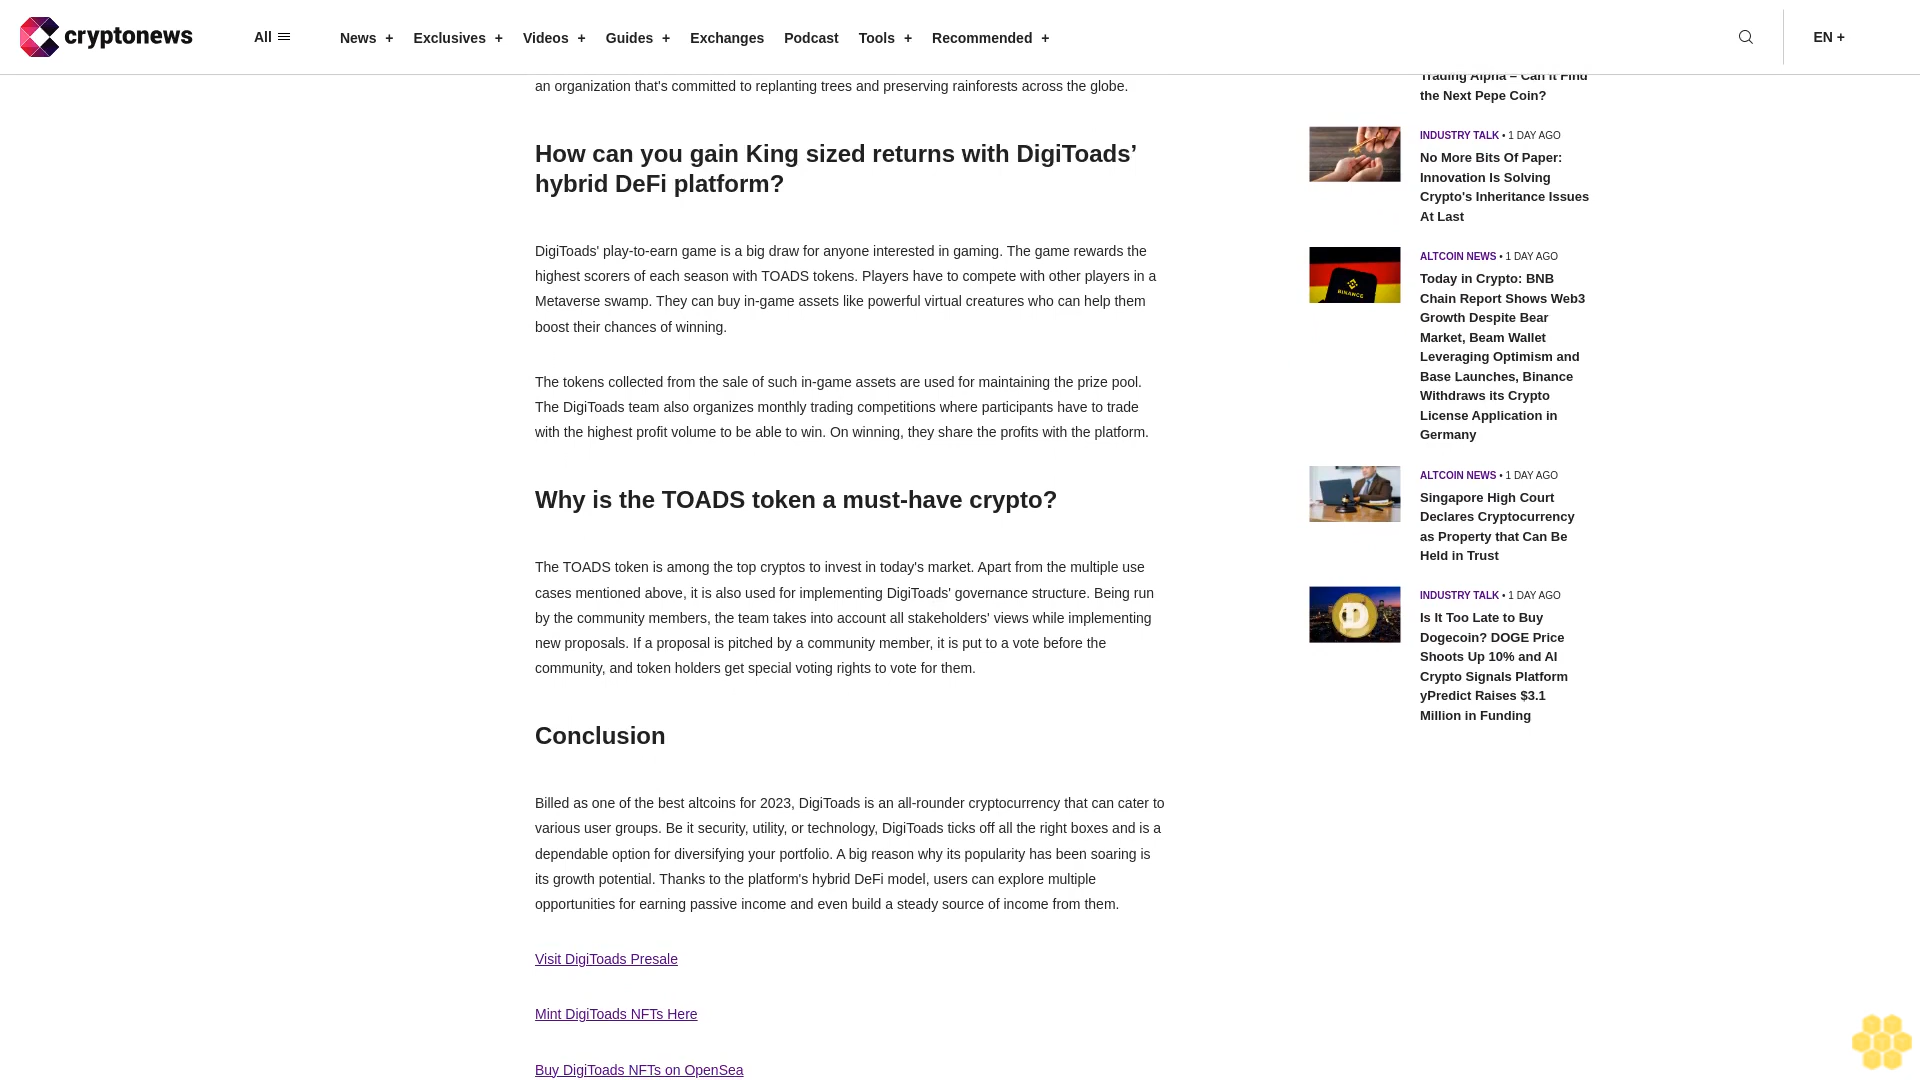 cryptonews
All
News +
Exclusives +
Videos +
Guides +
Exchanges
Podcast
Tools +
Recommended +
EN +
an organization that's committed to replanting trees and preserving rainforests across the globe.
How can you gain King sized returns with DigiToads’
hybrid DeFi platform?
DigiToads' play-to-earn game is a big draw for anyone interested in gaming. The game rewards the
highest scorers of each season with TOADS tokens. Players have to compete with other players in a
Metaverse swamp. They can buy in-game assets like powerful virtual creatures who can help them
boost their chances of winning.
The tokens collected from the sale of such in-game assets are used for maintaining the prize pool.
The DigiToads team also organizes monthly trading competitions where participants have to trade
with the highest profit volume to be able to win. On winning, they share the profits with the platform.
Why is the TOADS token a must-have crypto?
The TOADS token is among the top cryptos to invest in today's market. Apart from the multiple use
cases mentioned above, it is also used for implementing DigiToads' governance structure. Being run
by the community members, the team takes into account all stakeholders' views while implementing
new proposals. If a proposal is pitched by a community member, it is put to a vote before the
community, and token holders get special voting rights to vote for them.
Conclusion
Billed as one of the best altcoins for 2023, DigiToads is an all-rounder cryptocurrency that can cater to
various user groups. Be it security, utility, or technology, DigiToads ticks off all the right boxes and is a
dependable option for diversifying your portfolio. A big reason why its popularity has been soaring is
its growth potential. Thanks to the platform's hybrid DeFi model, users can explore multiple
opportunities for earning passive income and even build a steady source of income from them.
Visit DigiToads Presale
Mint DigiToads NFTs Here
Buy DigiToads NFTs on OpenSea
Trading Alpha – Can It Find
the Next Pepe Coin?
INDUSTRY TALK • 1 DAY AGO
No More Bits Of Paper:
Innovation Is Solving
Crypto's Inheritance Issues
At Last
BINANCE
ALTCOIN NEWS • 1 DAY AGO
Today in Crypto: BNB
Chain Report Shows Web3
Growth Despite Bear
Market, Beam Wallet
Leveraging Optimism and
Base Launches, Binance
Withdraws its Crypto
License Application in
Germany
ALTCOIN NEWS • 1 DAY AGO
Singapore High Court
Declares Cryptocurrency
as Property that Can Be
Held in Trust
INDUSTRY TALK • 1 DAY AGO
Is It Too Late to Buy
Dogecoin? DOGE Price
Shoots Up 10% and AI
Crypto Signals Platform
yPredict Raises $3.1
Million in Funding